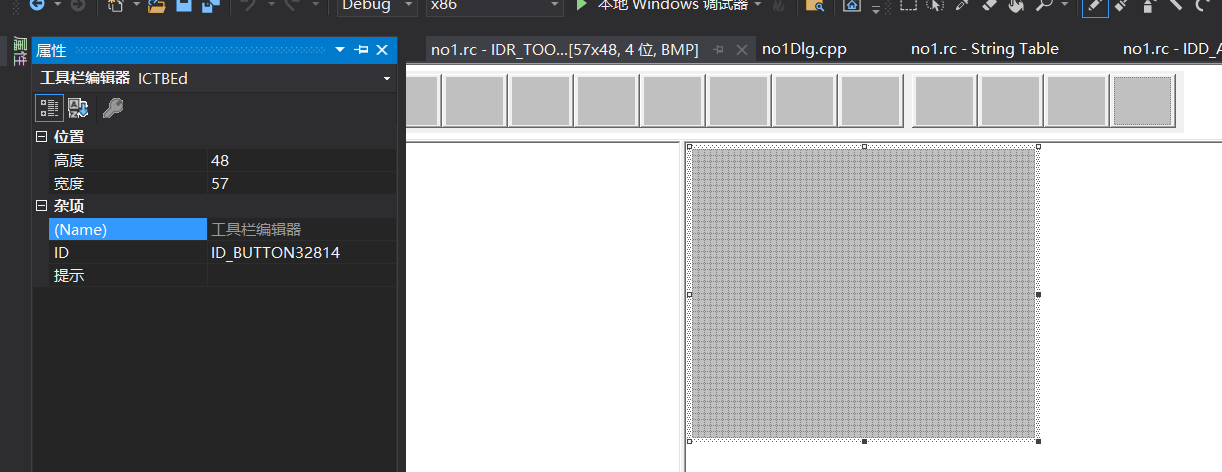 Debug
x86
本地 Windows 调试器
属性
属性
no1.rc - IDR_TOO...[57x48, 4 位, BMP]
no1Dlg.cpp
no1.rc - String Table
no1.rc - IDD_A
工具栏编辑器 ICTBEd
位置
高度 48
宽度 57
杂项
(Name) 工具栏编辑器
ID ID_BUTTON32814
提示